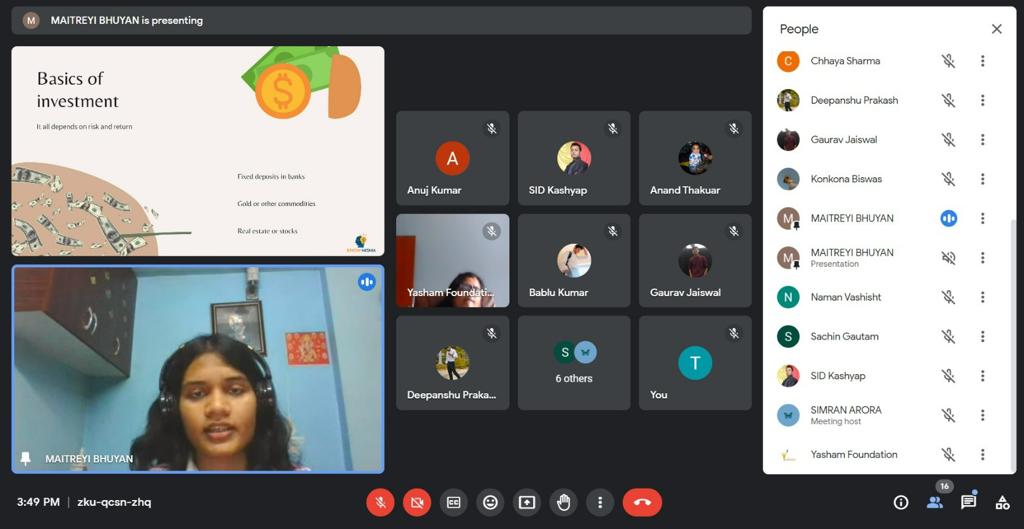 M
MAITREYI BHUYAN is presenting
Basics of
investment
It all depends on risk and return
Fixed deposits in banks
Gold or other commodities
Real estate or stocks
MAITREYI BHUYAN
A
Anuj Kumar
SID Kashyap
Anand Thakuar
Yasham Foundati...
Bablu Kumar
Gaurav Jaiswal
Deepanshu Praka...
S
6 others
T
You
People
C
Chhaya Sharma
Deepanshu Prakash
Gaurav Jaiswal
Konkona Biswas
M
MAITREYI BHUYAN
M
MAITREYI BHUYAN
Presentation
N
Naman Vashisht
S
Sachin Gautam
SID Kashyap
SIMRAN ARORA
Meeting host
Yasham Foundation
3:49 PM | zku-qcsn-zhq
CC
16